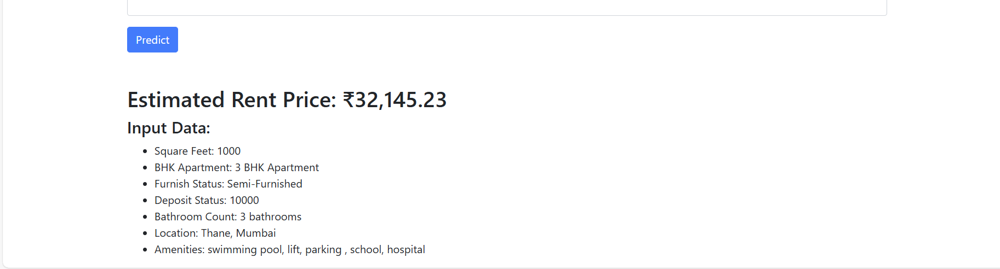 Predict
Estimated Rent Price: ₹32,145.23
Input Data:
• Square Feet: 1000
• BHK Apartment: 3 BHK Apartment
• Furnish Status: Semi-Furnished
• Deposit Status: 10000
• Bathroom Count: 3 bathrooms
• Location: Thane, Mumbai
• Amenities: swimming pool, lift, parking , school, hospital